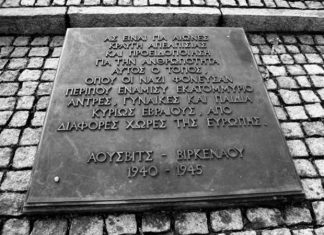 ΑΣ ΕΙΝΑΙ ΓΙΑ ΑΙΩΝΕΣ
ΚΡΑΥΓΗ ΑΠΕΛΠΙΣΙΑΣ
ΚΑΙ ΠΡΟΕΙΔΟΠΟΙΗΣΗ
ΓΙΑ ΤΗΝ ΑΝΘΡΩΠΟΤΗΤΑ
ΑΥΤΟΣ Ο ΤΟΠΟΣ
ΟΠΟΥ ΟΙ ΝΑΖΙ ΦΟΝΕΥΣΑΝ
ΠΕΡΙΠΟΥ ΕΝΑΜΙΣΥ ΕΚΑΤΟΜΜΥΡΙΟ
ΑΝΤΡΕΣ, ΓΥΝΑΙΚΕΣ ΚΑΙ ΠΑΙΔΙΑ
ΚΥΡΙΩΣ ΕΒΡΑΙΟΥΣ, ΑΠΟ
ΔΙΑΦΟΡΕΣ ΧΩΡΕΣ ΤΗΣ ΕΥΡΩΠΗΣ.
ΑΟΥΣΒΙΤΣ - ΒΙΡΚΕΝΑΟΥ
1940 - 1945